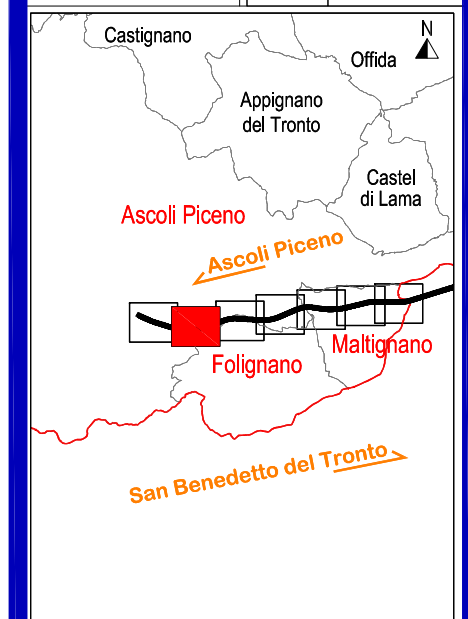 Castignano
N
Offida
Appignano
del Tronto
Castel
di Lama
Ascoli Piceno
Ascoli Piceno
Maltignano
Folignano
San Benedetto del Tronto